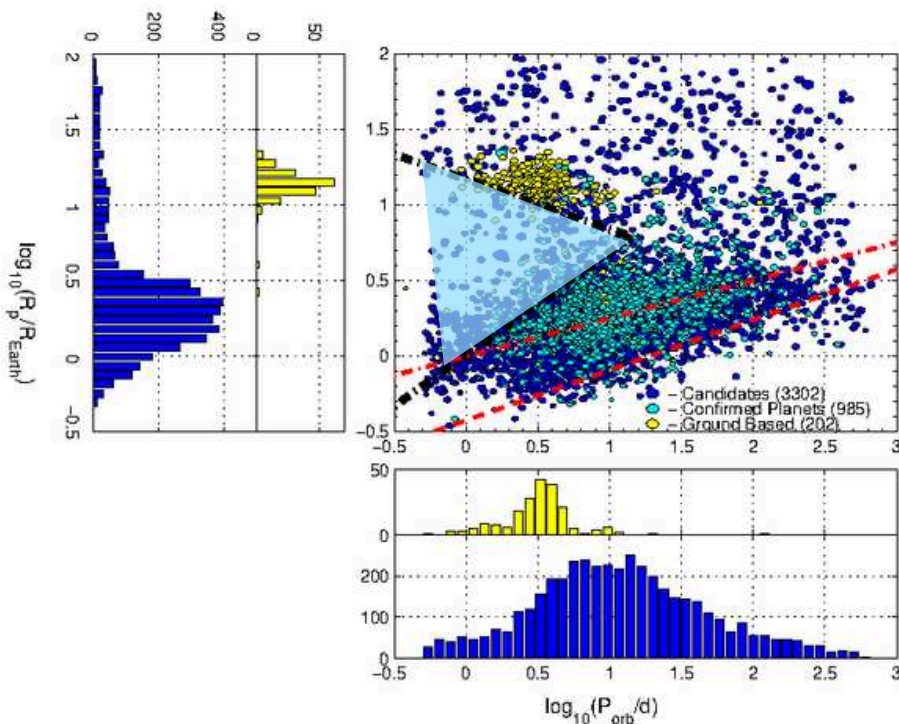 0 200 400
0 50
2
1.5
1
0.5
0
−0.5
log10(Rp/REarth)
2
1.5
1
0.5
0
−0.5
− Candidates (3302)
− Confirmed Planets (985)
− Ground Based (202)
−0.5 0 0.5 1 1.5 2 2.5 3
50
0
200
100
0
−0.5 0 0.5 1 1.5 2 2.5 3
log10(Porb/d)